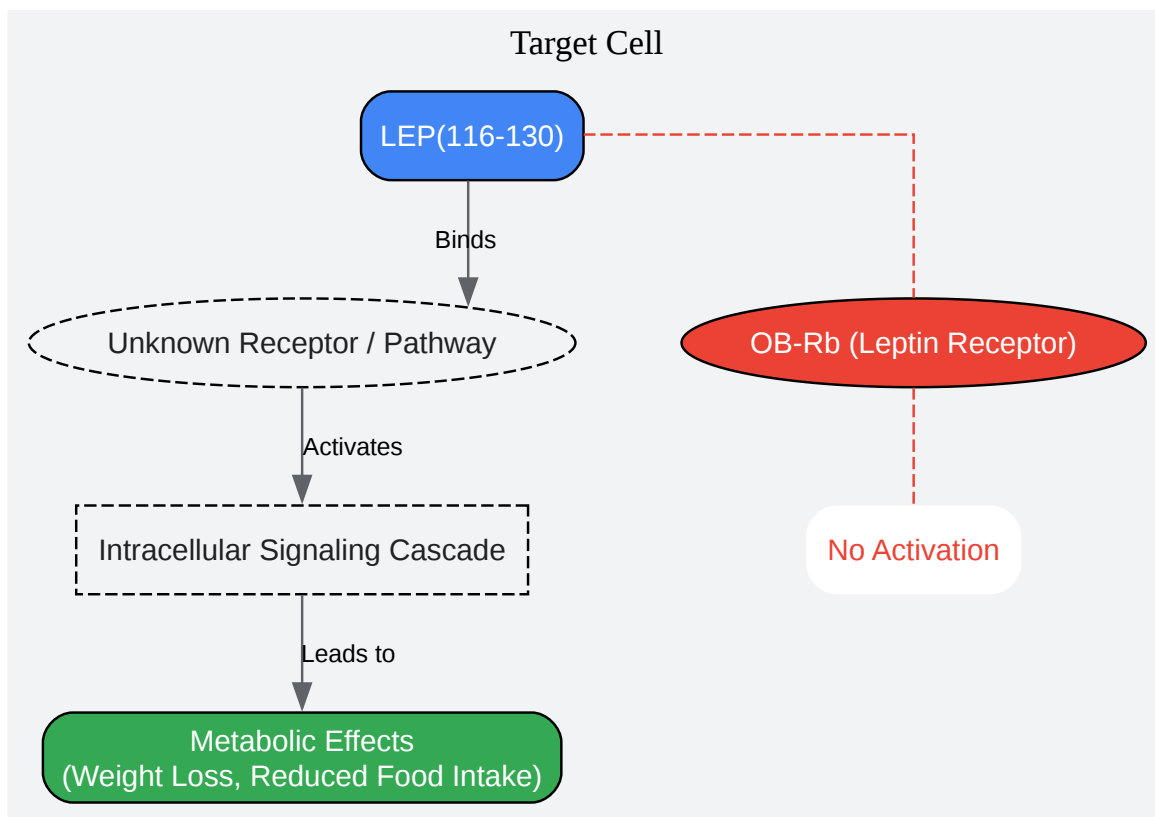 Target Cell
LEP(116-130)
Binds
Unknown Receptor / Pathway
OB-Rb (Leptin Receptor)
Activates
Intracellular Signaling Cascade
No Activation
Leads to
Metabolic Effects
(Weight Loss, Reduced Food Intake)